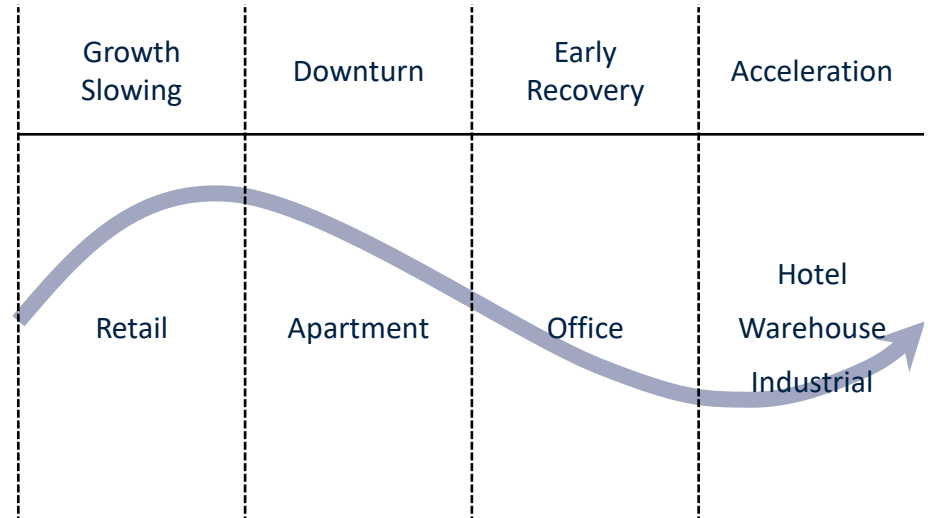 Growth
Slowing
Downturn
Early
Recovery
Acceleration
Retail
Apartment
Office
Hotel
Warehouse
Industrial